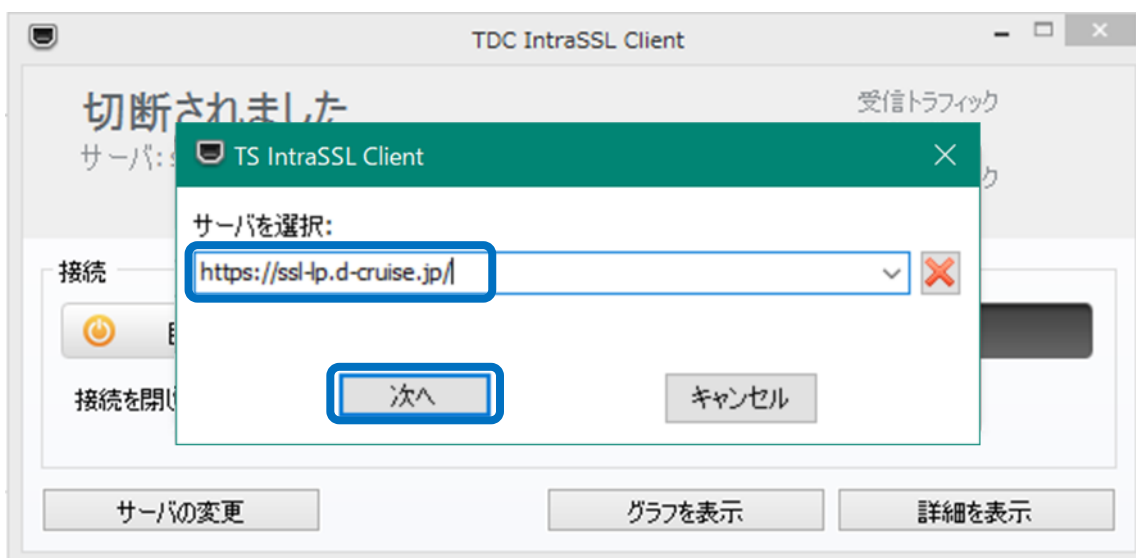 TDC IntraSSL Client
切断されました
受信トラフィック
サーバ:
TS IntraSSL Client
ク
サーバを選択:
https://ssl-lp.d-cruise.jp/
接続
接続を閉じ
次へ
キャンセル
サーバの変更
グラフを表示
詳細を表示